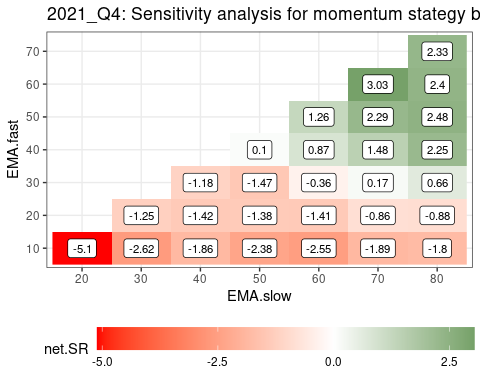 2021_Q4: Sensitivity analysis for momentum stategy b
EMA.fast
70 2.33
60 3.03 2.4
50 1.26 2.29 2.48
40 0.1 0.87 1.48 2.25
30 -1.18 -1.47 -0.36 0.17 0.66
20 -1.25 -1.42 -1.38 -1.41 -0.86 -0.88
10 -5.1 -2.62 -1.86 -2.38 -2.55 -1.89 -1.8
20 30 40 50 60 70 80
EMA.slow
net.SR
-5.0 -2.5 0.0 2.5